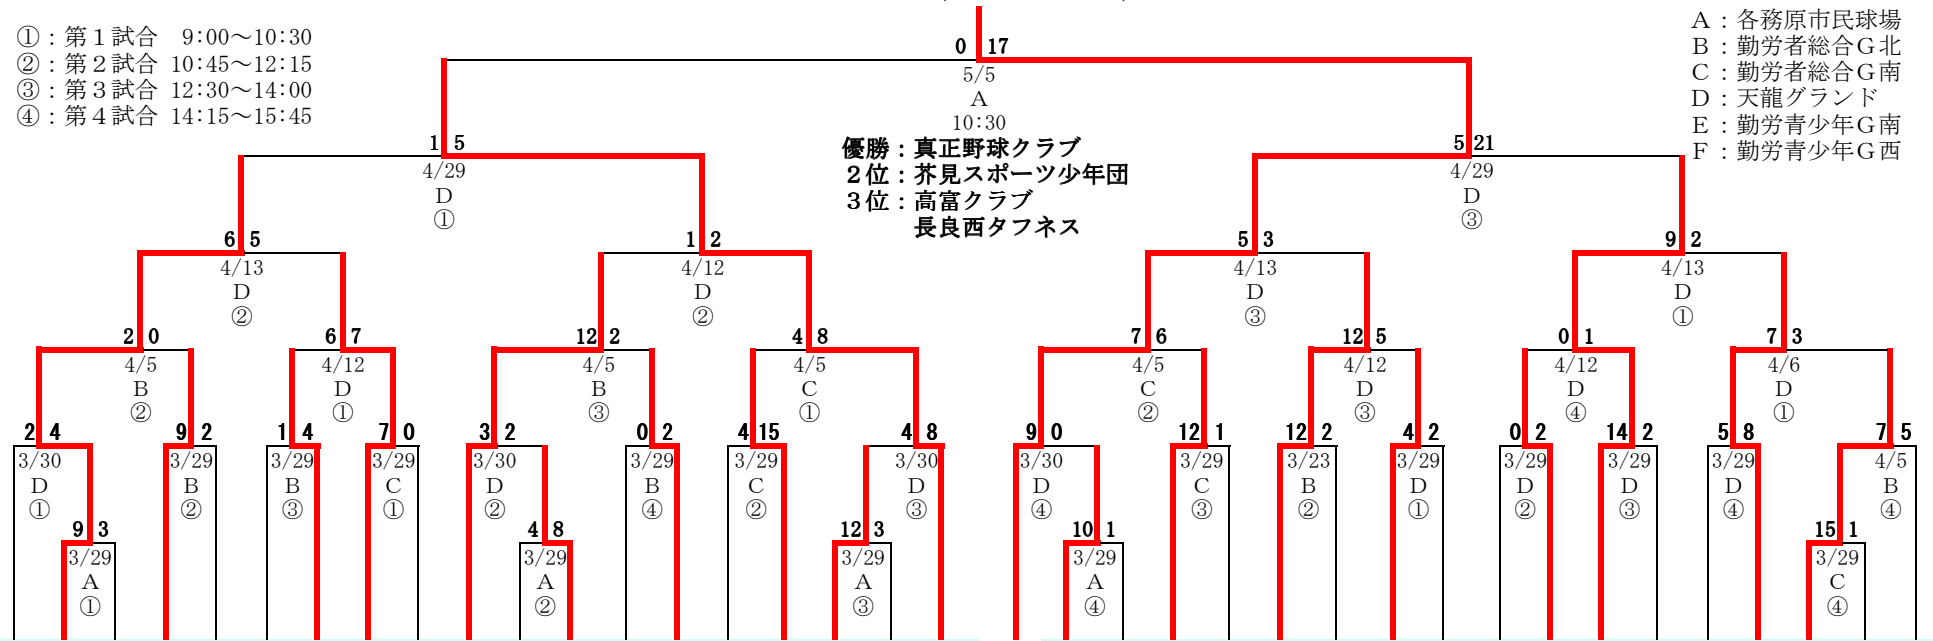 ①：第１試合　9:00～10:30
②：第２試合 10:45～12:15
③：第３試合 12:30～14:00
④：第４試合 14:15～15:45
Ａ：各務原市民球場
Ｂ：勤労者総合Ｇ北
Ｃ：勤労者総合Ｇ南
Ｄ：天龍グランド
Ｅ：勤労青少年Ｇ南
Ｆ：勤労青少年Ｇ西
0 17
5/5
Ａ
10:30
優勝：真正野球クラブ
２位：芥見スポーツ少年団
３位：高富クラブ
長良西タフネス
1 5
4/29
Ｄ
①
5 21
4/29
Ｄ
③
6 5
4/13
Ｄ
②
1 2
4/12
Ｄ
②
5 3
4/13
Ｄ
③
9 2
4/13
Ｄ
①
2 0
4/5
Ｂ
②
6 7
4/12
Ｄ
①
12 2
4/5
Ｂ
③
4 8
4/5
Ｃ
①
7 6
4/5
Ｃ
②
12 5
4/12
Ｄ
③
0 1
4/12
Ｄ
④
7 3
4/6
Ｄ
①
2 4
3/30
Ｄ
①
9 2
3/29
Ｂ
②
1 4
3/29
Ｂ
③
7 0
3/29
Ｃ
①
3 2
3/30
Ｄ
②
0 2
3/29
Ｂ
④
4 15
3/29
Ｃ
②
4 8
3/30
Ｄ
③
9 0
3/30
Ｄ
④
12 1
3/29
Ｃ
③
12 2
3/23
Ｂ
②
4 2
3/29
Ｄ
①
0 2
3/29
Ｄ
②
14 2
3/29
Ｄ
③
5 8
3/29
Ｄ
④
7 5
4/5
Ｂ
④
9 3
3/29
Ａ
①
4 8
3/29
Ａ
②
12 3
3/29
Ａ
③
10 1
3/29
Ａ
④
15 1
3/29
Ｃ
④